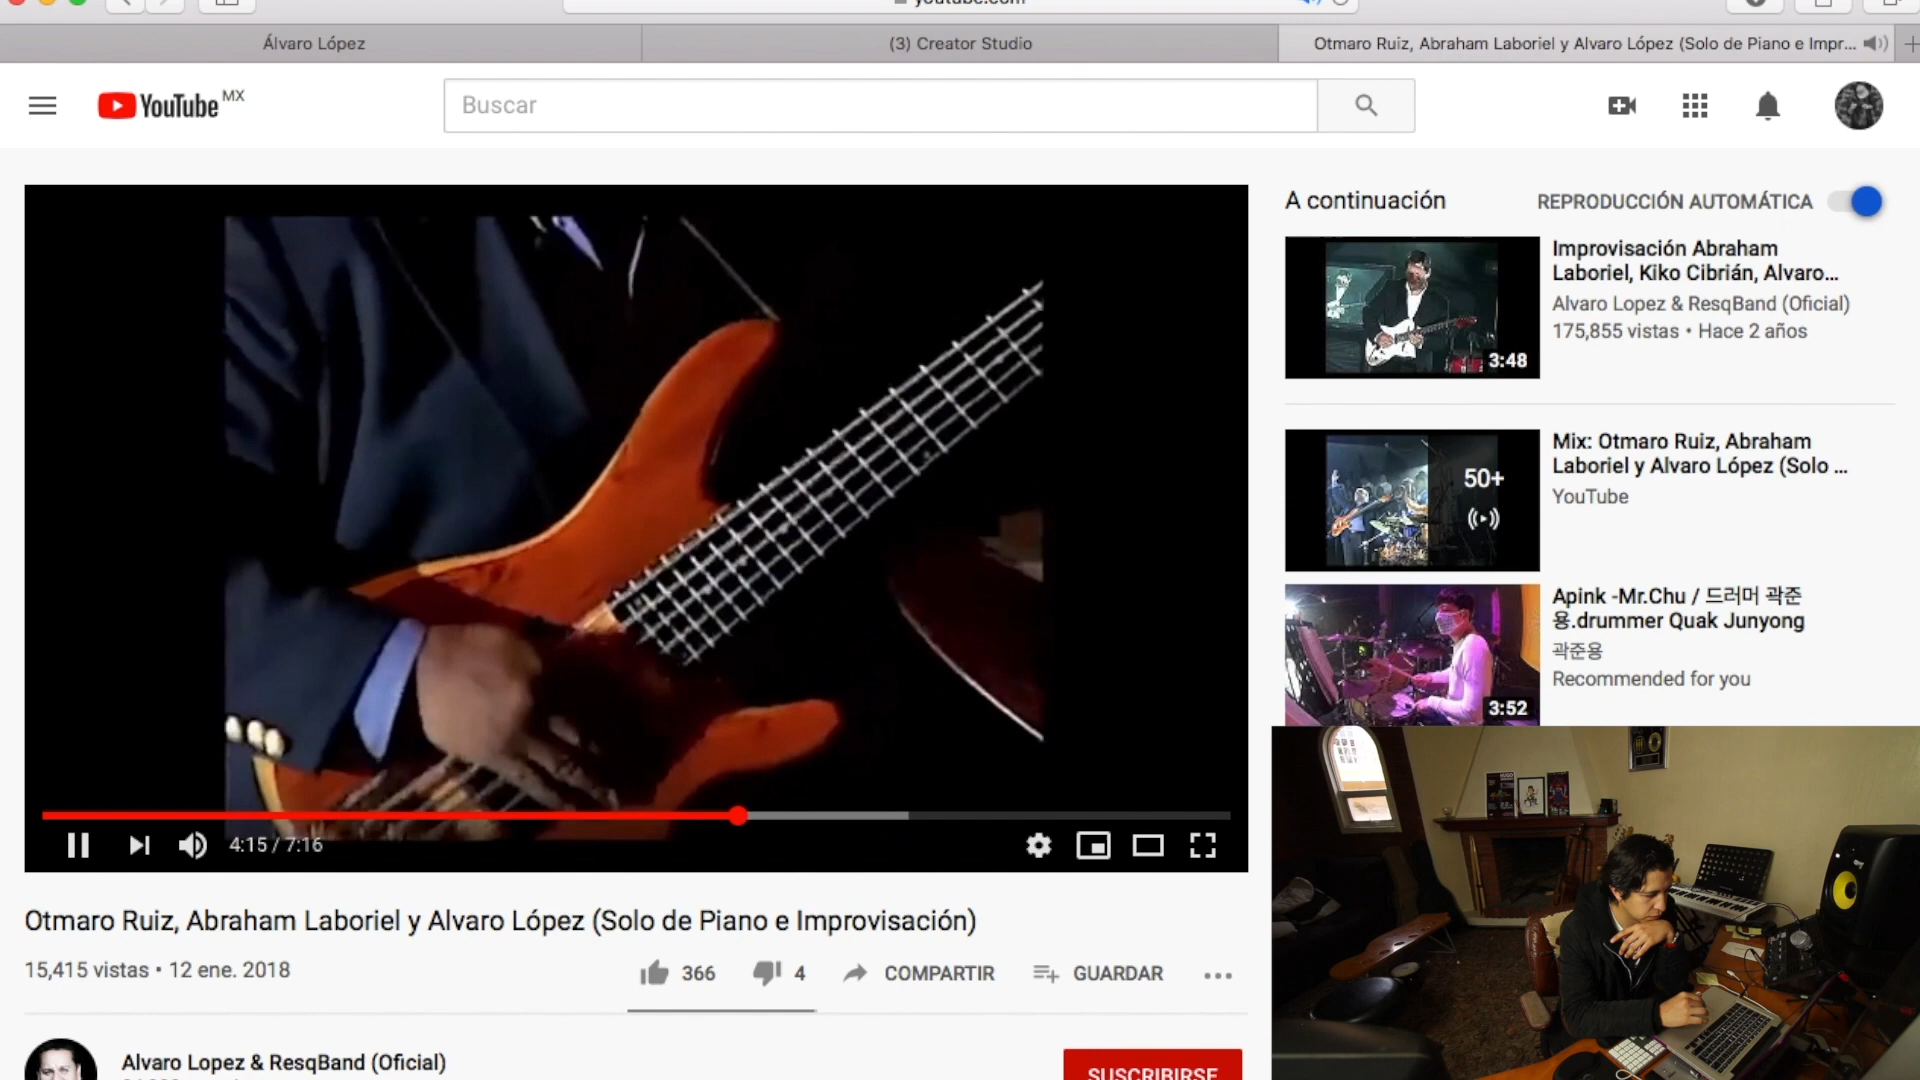 youtube.com
Álvaro López
(3) Creator Studio
Otmaro Ruiz, Abraham Laboriel y Alvaro López (Solo de Piano e Impr...
YouTube MX
Buscar
A continuación
REPRODUCCIÓN AUTOMÁTICA
Improvisación Abraham
Laboriel, Kiko Cibrián, Alvaro...
Alvaro Lopez & ResqBand (Oficial)
175,855 vistas • Hace 2 años
3:48
Mix: Otmaro Ruiz, Abraham
Laboriel y Alvaro López (Solo ...
YouTube
50+
Apink -Mr.Chu / 드러머 곽준
용.drummer Quak Junyong
곽준용
Recommended for you
3:52
4:15 / 7:16
Otmaro Ruiz, Abraham Laboriel y Alvaro López (Solo de Piano e Improvisación)
15,415 vistas • 12 ene. 2018
366
4
COMPARTIR
GUARDAR
Alvaro Lopez & ResqBand (Oficial)
SUSCRIBIRSE